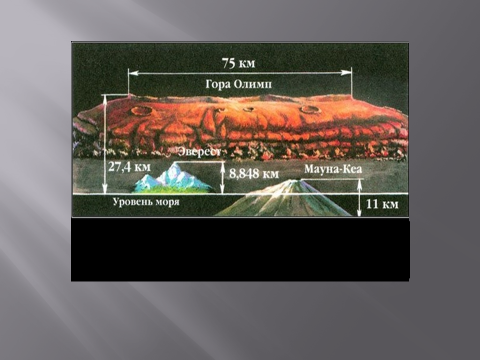 75 км
Гора Олимп
Эверест
27,4 км
8,848 км
Мауна-Кеа
Уровень моря
11 км